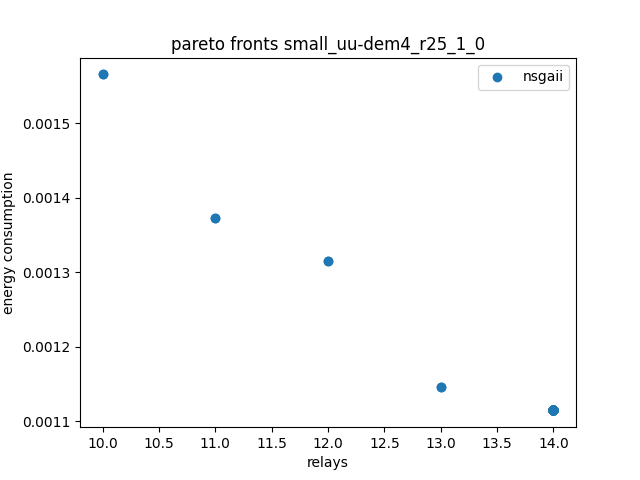 pareto fronts small_uu-dem4_r25_1_0
nsgaii
0.0015
0.0014
0.0013
0.0012
0.0011
energy consumption
10.0 10.5 11.0 11.5 12.0 12.5 13.0 13.5 14.0
relays